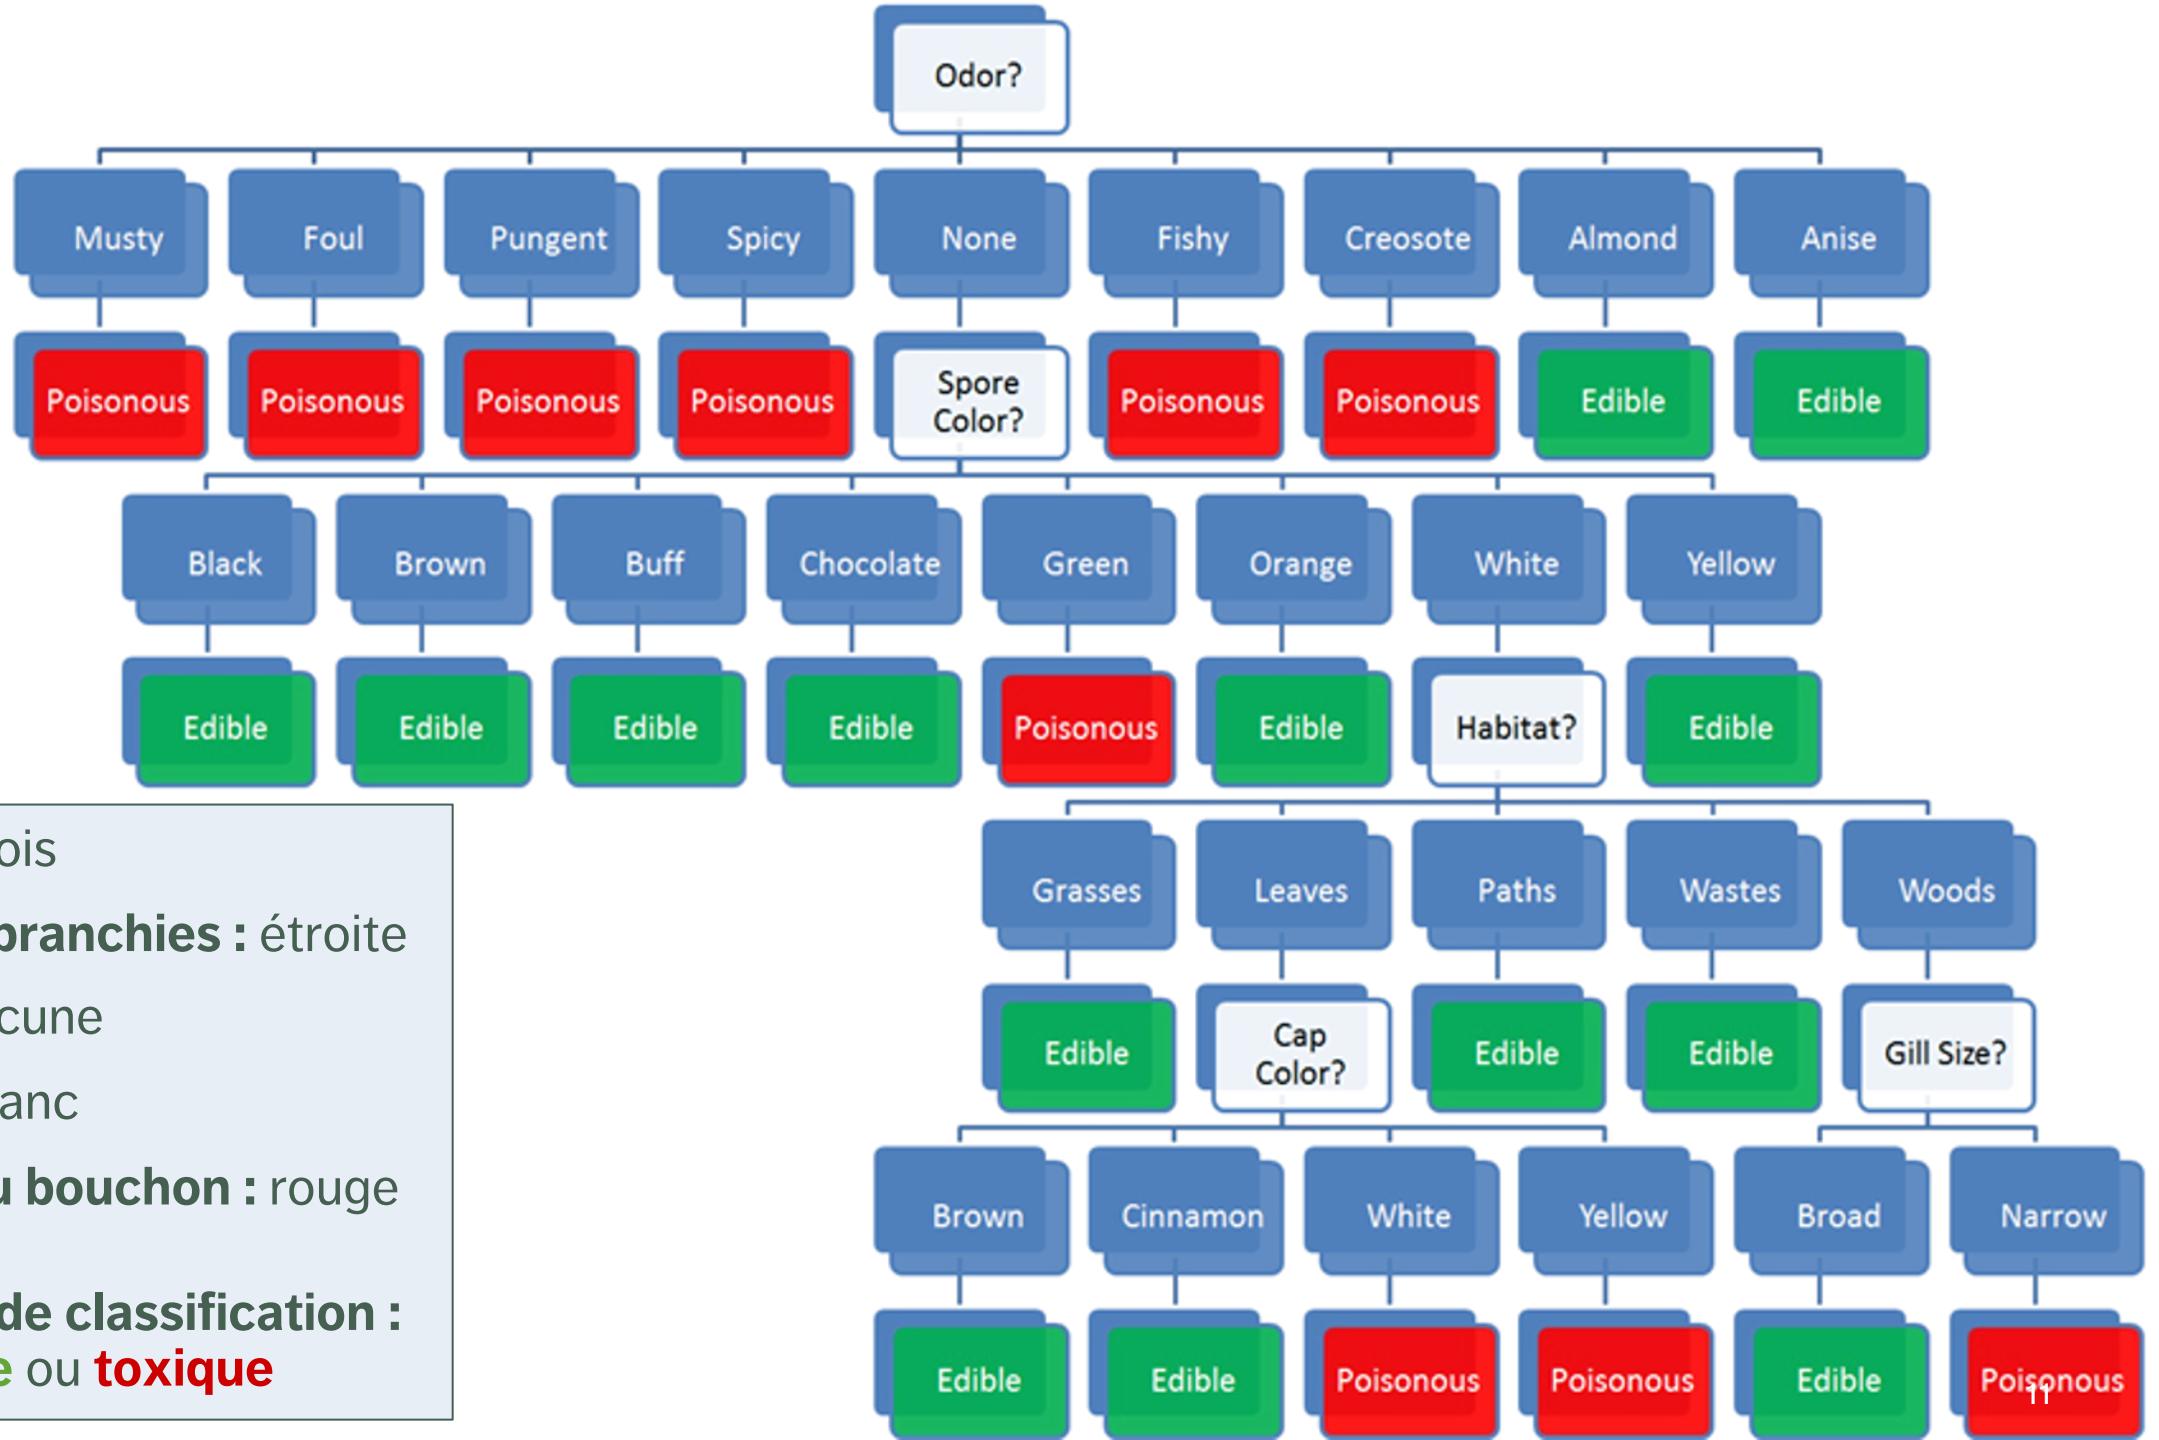 Odor?
Musty Foul Pungent Spicy None Fishy Creosote Almond Anise
Poisonous Poisonous Poisonous Poisonous Spore Color? Poisonous Poisonous Edible Edible
Black Brown Buff Chocolate Green Orange White Yellow
Edible Edible Edible Edible Poisonous Edible Habitat? Edible
Grasses Leaves Paths Wastes Woods
Edible Cap Color? Edible Edible Gill Size?
Brown Cinnamon White Yellow Broad Narrow
Edible Edible Poisonous Poisonous Edible Poisonous
11
ois
branchies : étroite
cune
anc
u bouchon : rouge
de classification :
e ou toxique